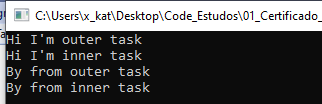 C:\Users\x_kat\Desktop\Code_Estudos\01_Certificado_
Hi I'm outer task
Hi I'm inner task
By from outer task
By from inner task